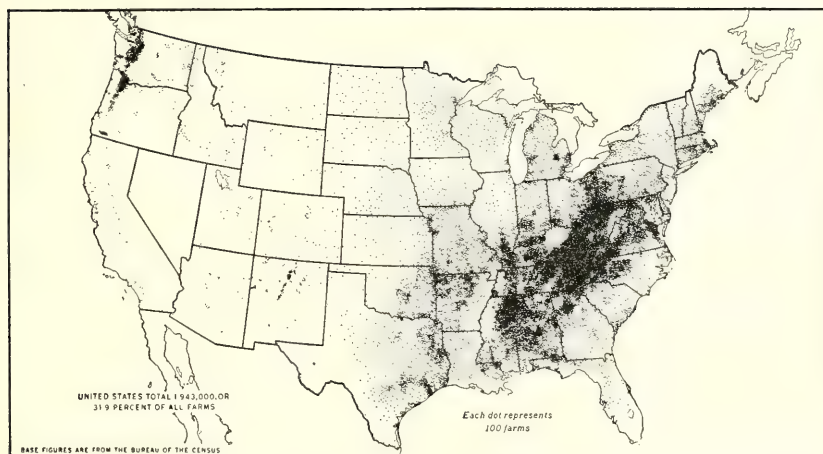 UNITED STATES TOTAL 1 943,000, OR
31 9 PERCENT OF ALL FARMS
Each dot represents
100 farms
BASE FIGURES ARE FROM THE BUREAU OF THE CENSUS